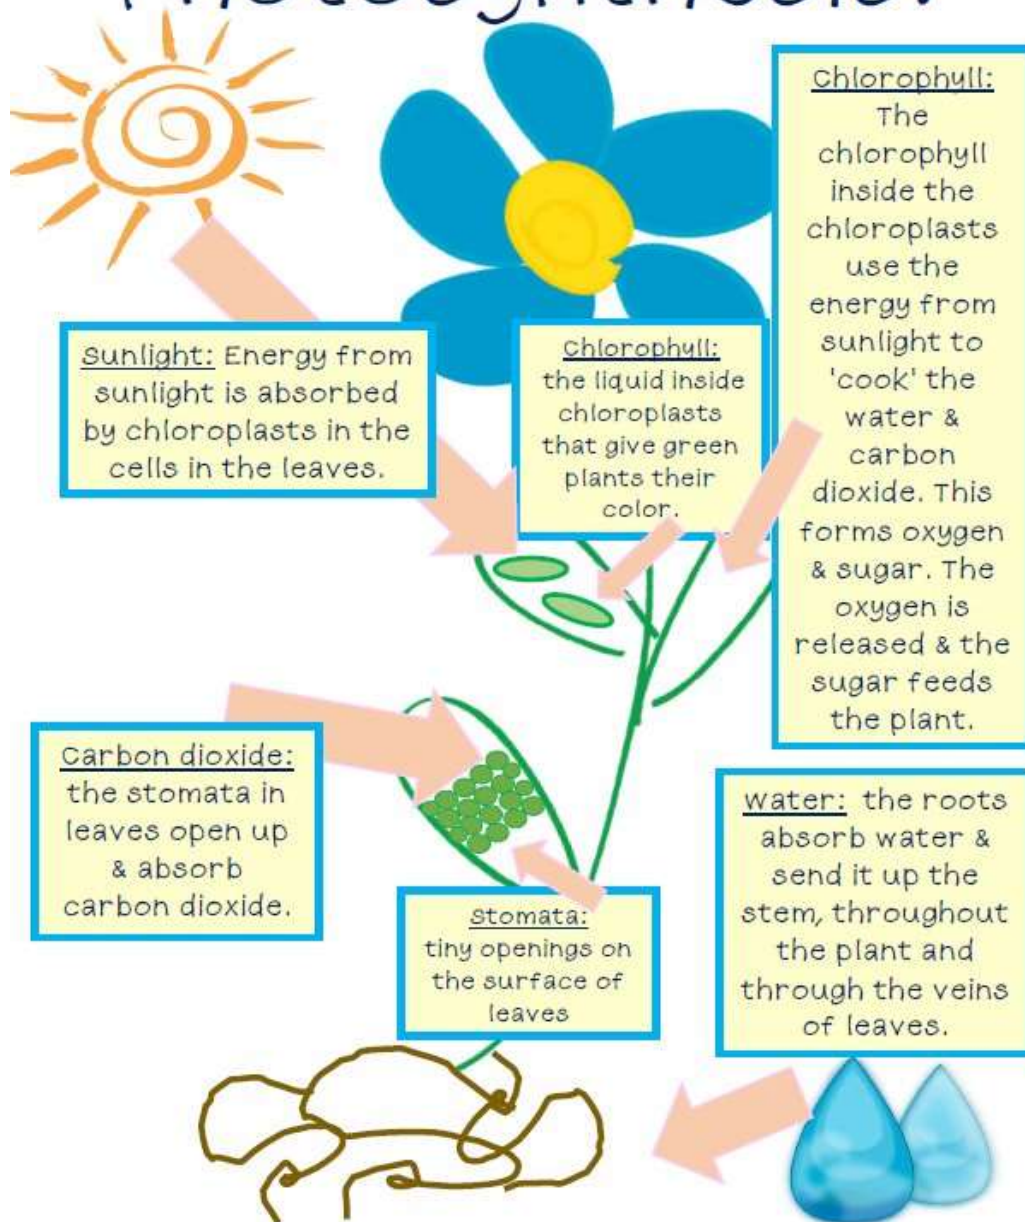 Sunlight: Energy from
sunlight is absorbed
by chloroplasts in the
cells in the leaves.
Chlorophyll:
the liquid inside
chloroplasts
that give green
plants their
color.
Chlorophyll:
The
chlorophyll
inside the
chloroplasts
use the
energy from
sunlight to
'cook' the
water &
carbon
dioxide. This
forms oxygen
& sugar. The
oxygen is
released & the
sugar feeds
the plant.
Carbon dioxide:
the stomata in
leaves open up
& absorb
carbon dioxide.
Stomata:
tiny openings on
the surface of
leaves
water: the roots
absorb water &
send it up the
stem, throughout
the plant and
through the veins
of leaves.